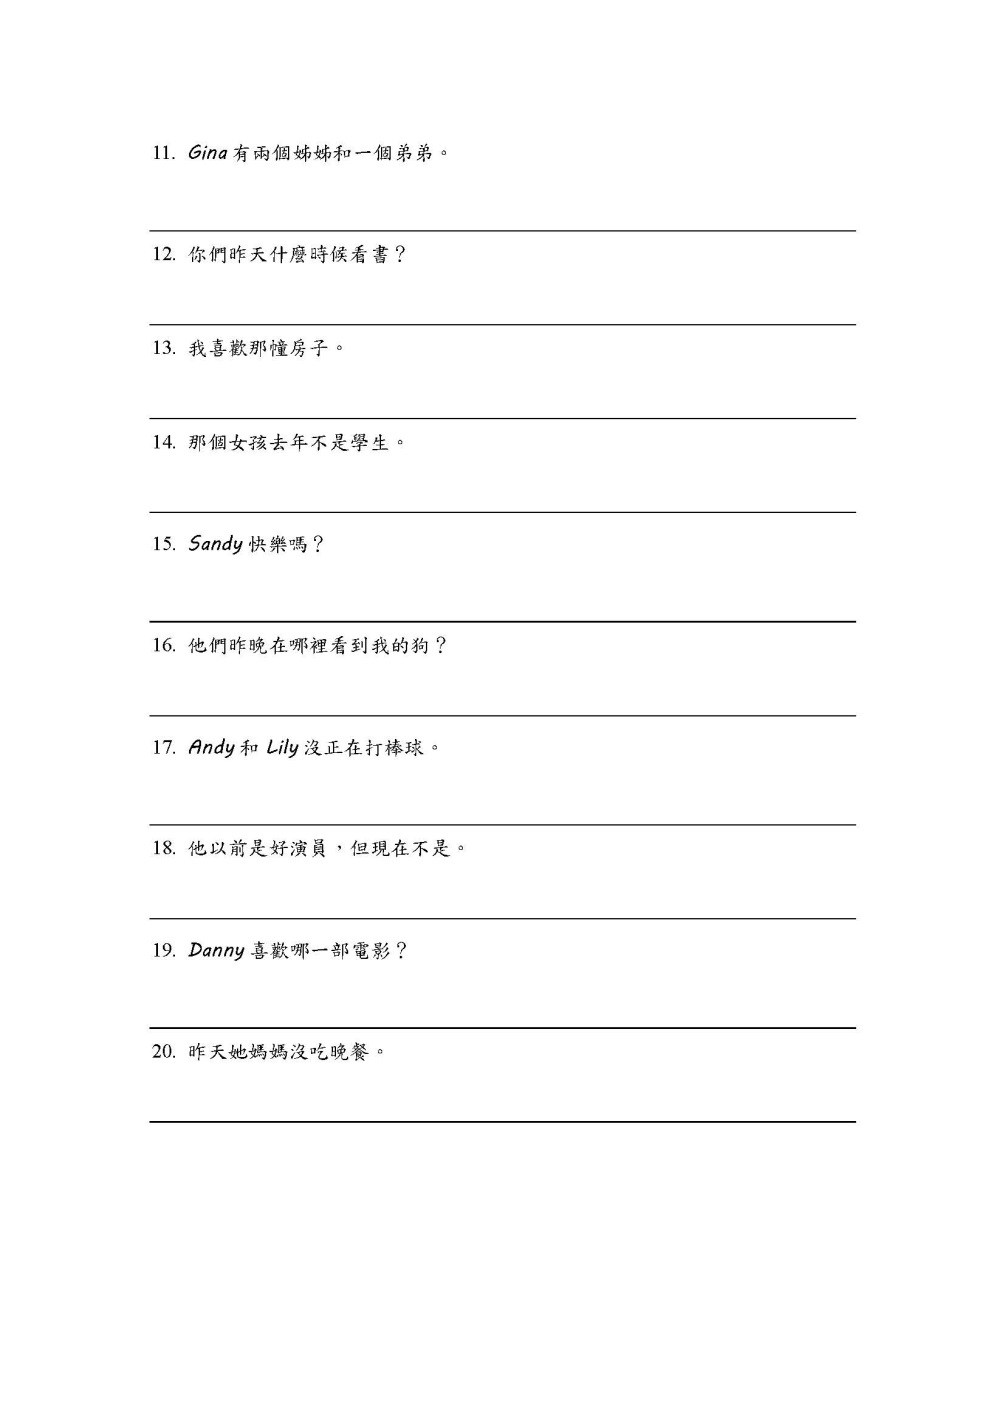 11. Gina 有兩個姊姊和一個弟弟。
12. 你們昨天什麼時候看書？
13. 我喜歡那幢房子。
14. 那個女孩去年不是學生。
15. Sandy 快樂嗎？
16. 他們昨晚在哪裡看到我的狗？
17. Andy 和 Lily 沒正在打棒球。
18. 他以前是好演員，但現在不是。
19. Danny 喜歡哪一部電影？
20. 昨天她媽媽沒吃晚餐。